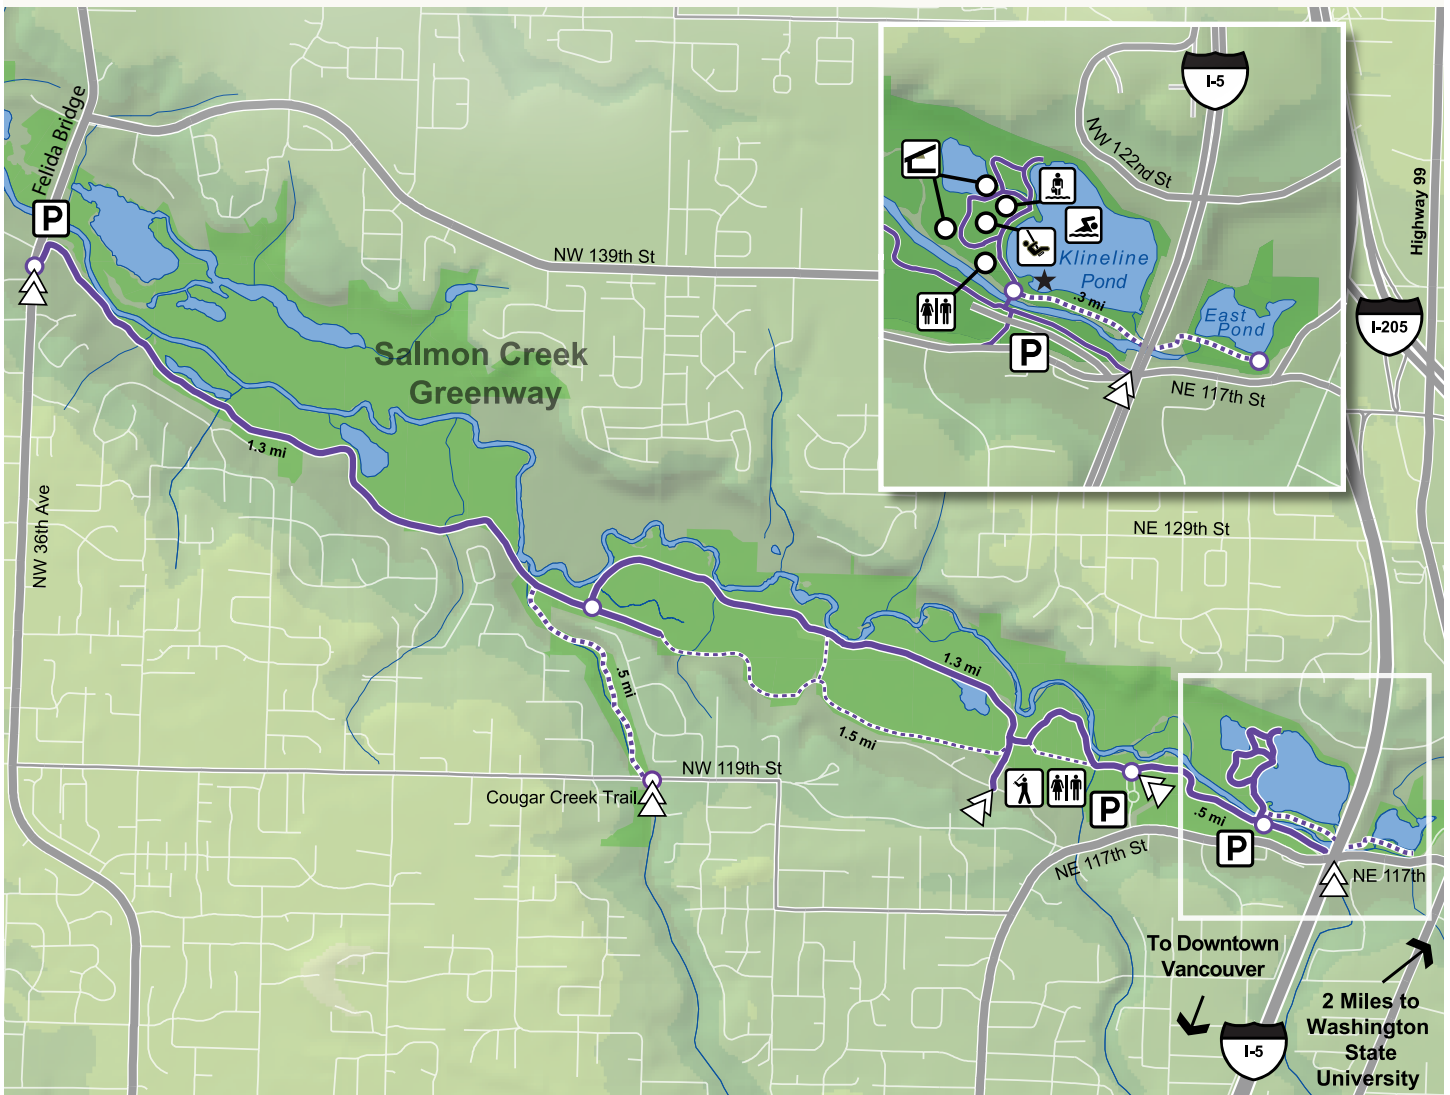 Felida Bridge
P
NW 139th St
Salmon Creek
Greenway
1.3 mi
NW 36th Ave
.5 mi
NW 119th St
Cougar Creek Trail
1.5 mi
1.3 mi
P
NE 117th St
.5 mi
P
NE 117th
NE 129th St
Highway 99
I-205
I-5
NW 122nd St
Klineline
Pond
.3 mi
East
Pond
P
NE 117th St
To Downtown
Vancouver
I-5
2 Miles to
Washington
State
University